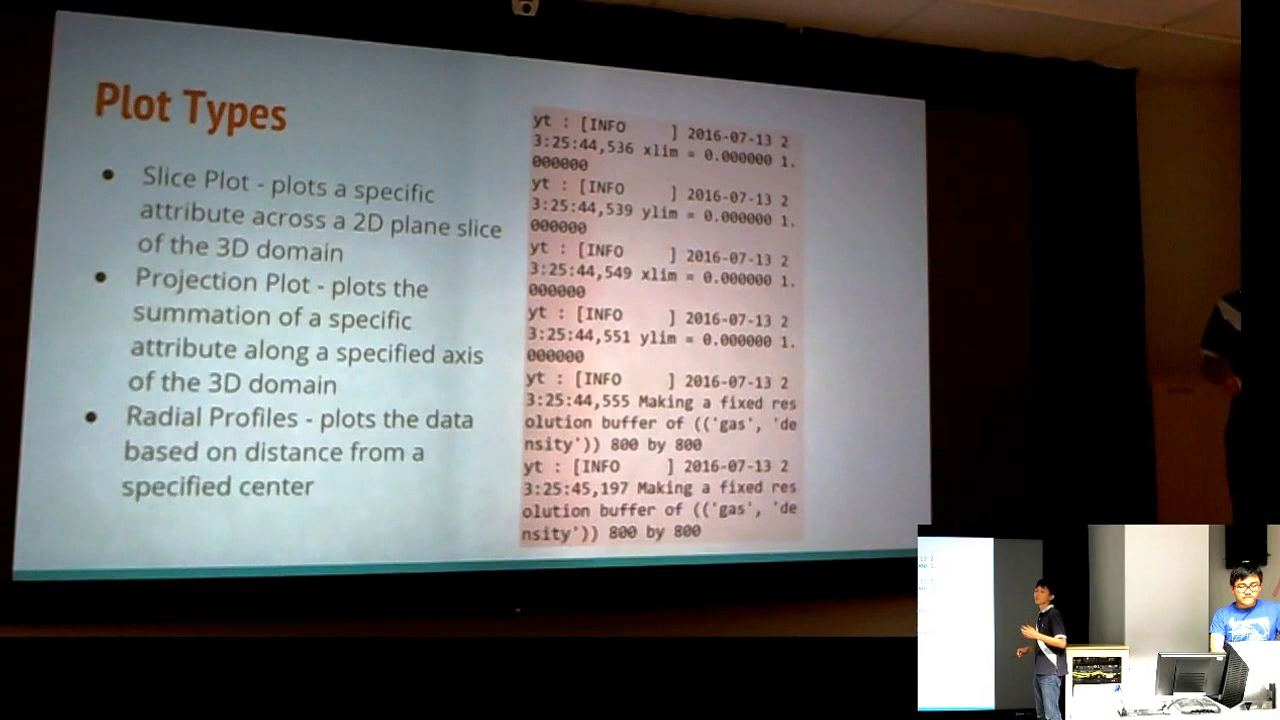 Plot Types
● Slice Plot - plots a specific
attribute across a 2D plane slice
of the 3D domain
● Projection Plot - plots the
summation of a specific
attribute along a specified axis
of the 3D domain
● Radial Profiles - plots the data
based on distance from a
specified center
yt : [INFO     ] 2016-07-13 2
3:25:44,536 xlim = 0.000000 1.
000000
yt : [INFO     ] 2016-07-13 2
3:25:44,539 ylim = 0.000000 1.
000000
yt : [INFO     ] 2016-07-13 2
3:25:44,549 xlim = 0.000000 1.
000000
yt : [INFO     ] 2016-07-13 2
3:25:44,551 ylim = 0.000000 1.
000000
yt : [INFO     ] 2016-07-13 2
3:25:44,555 Making a fixed res
olution buffer of (('gas', 'de
nsity')) 800 by 800
yt : [INFO     ] 2016-07-13 2
3:25:45,197 Making a fixed res
olution buffer of (('gas', 'de
nsity')) 800 by 800